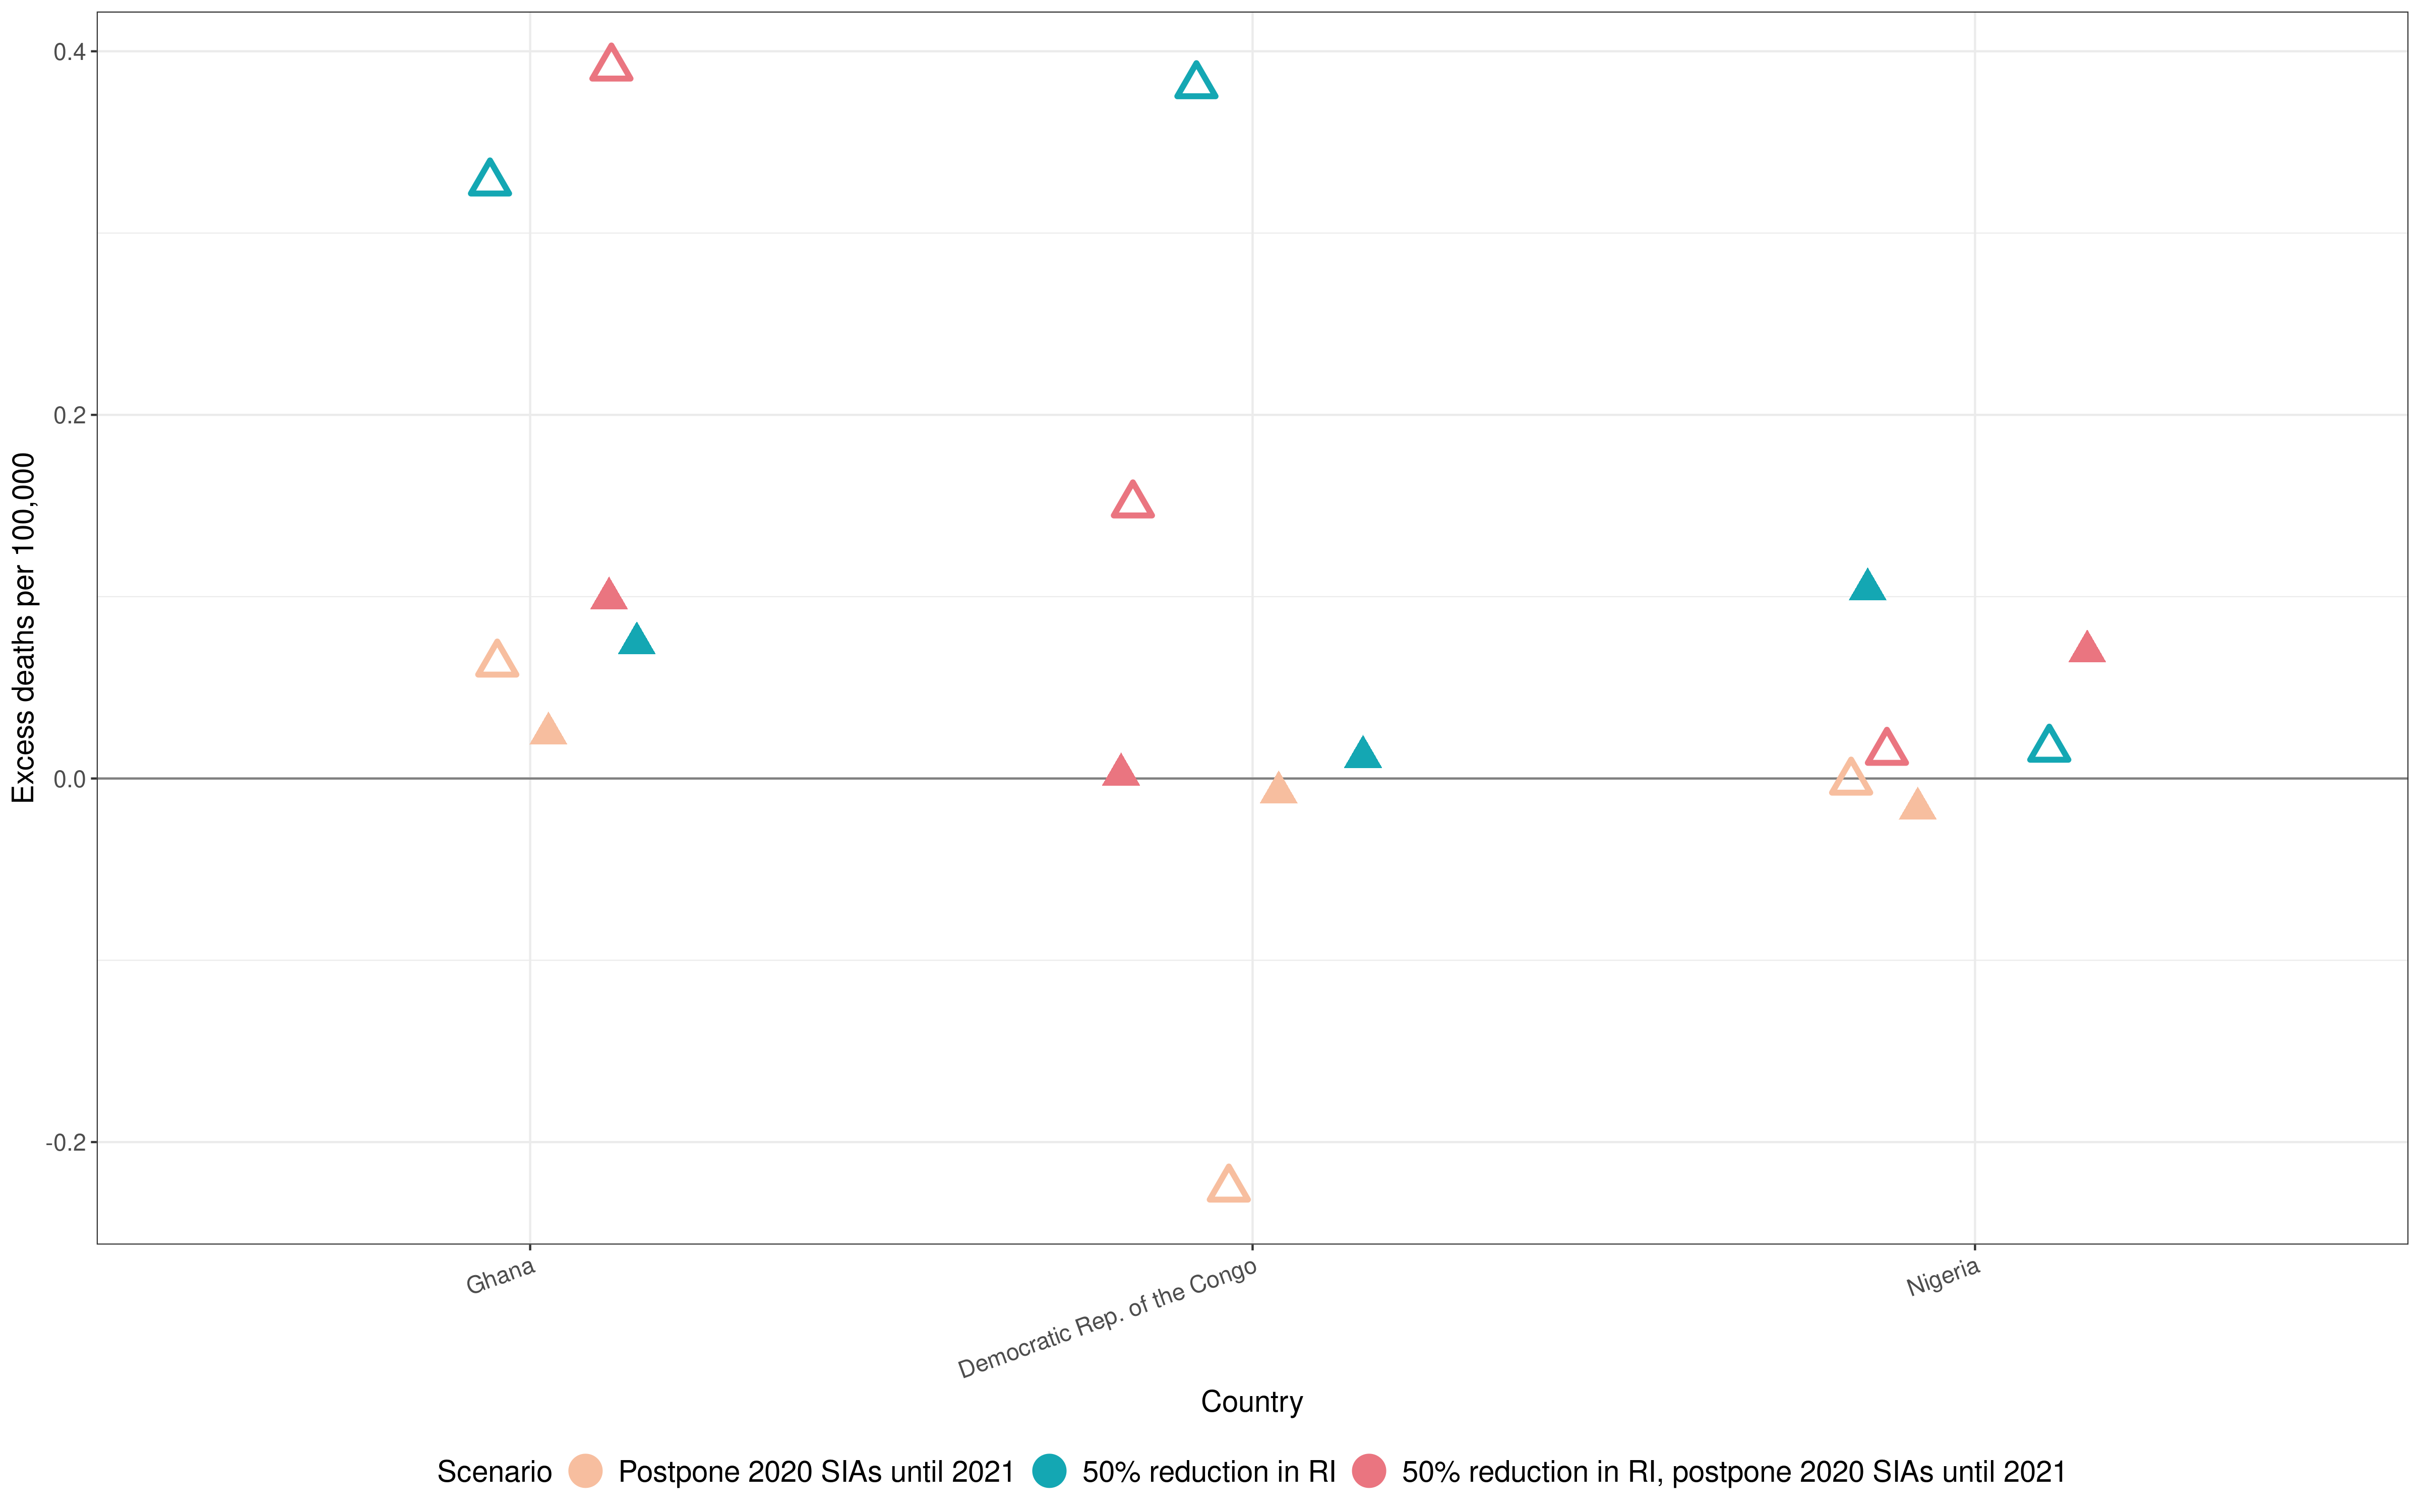 Excess deaths per 100,000
0.4
0.2
0.0
-0.2
Ghana
Democratic Rep. of the Congo
Nigeria
Country
Scenario Postpone 2020 SIAs until 2021 50% reduction in RI 50% reduction in RI, postpone 2020 SIAs until 2021